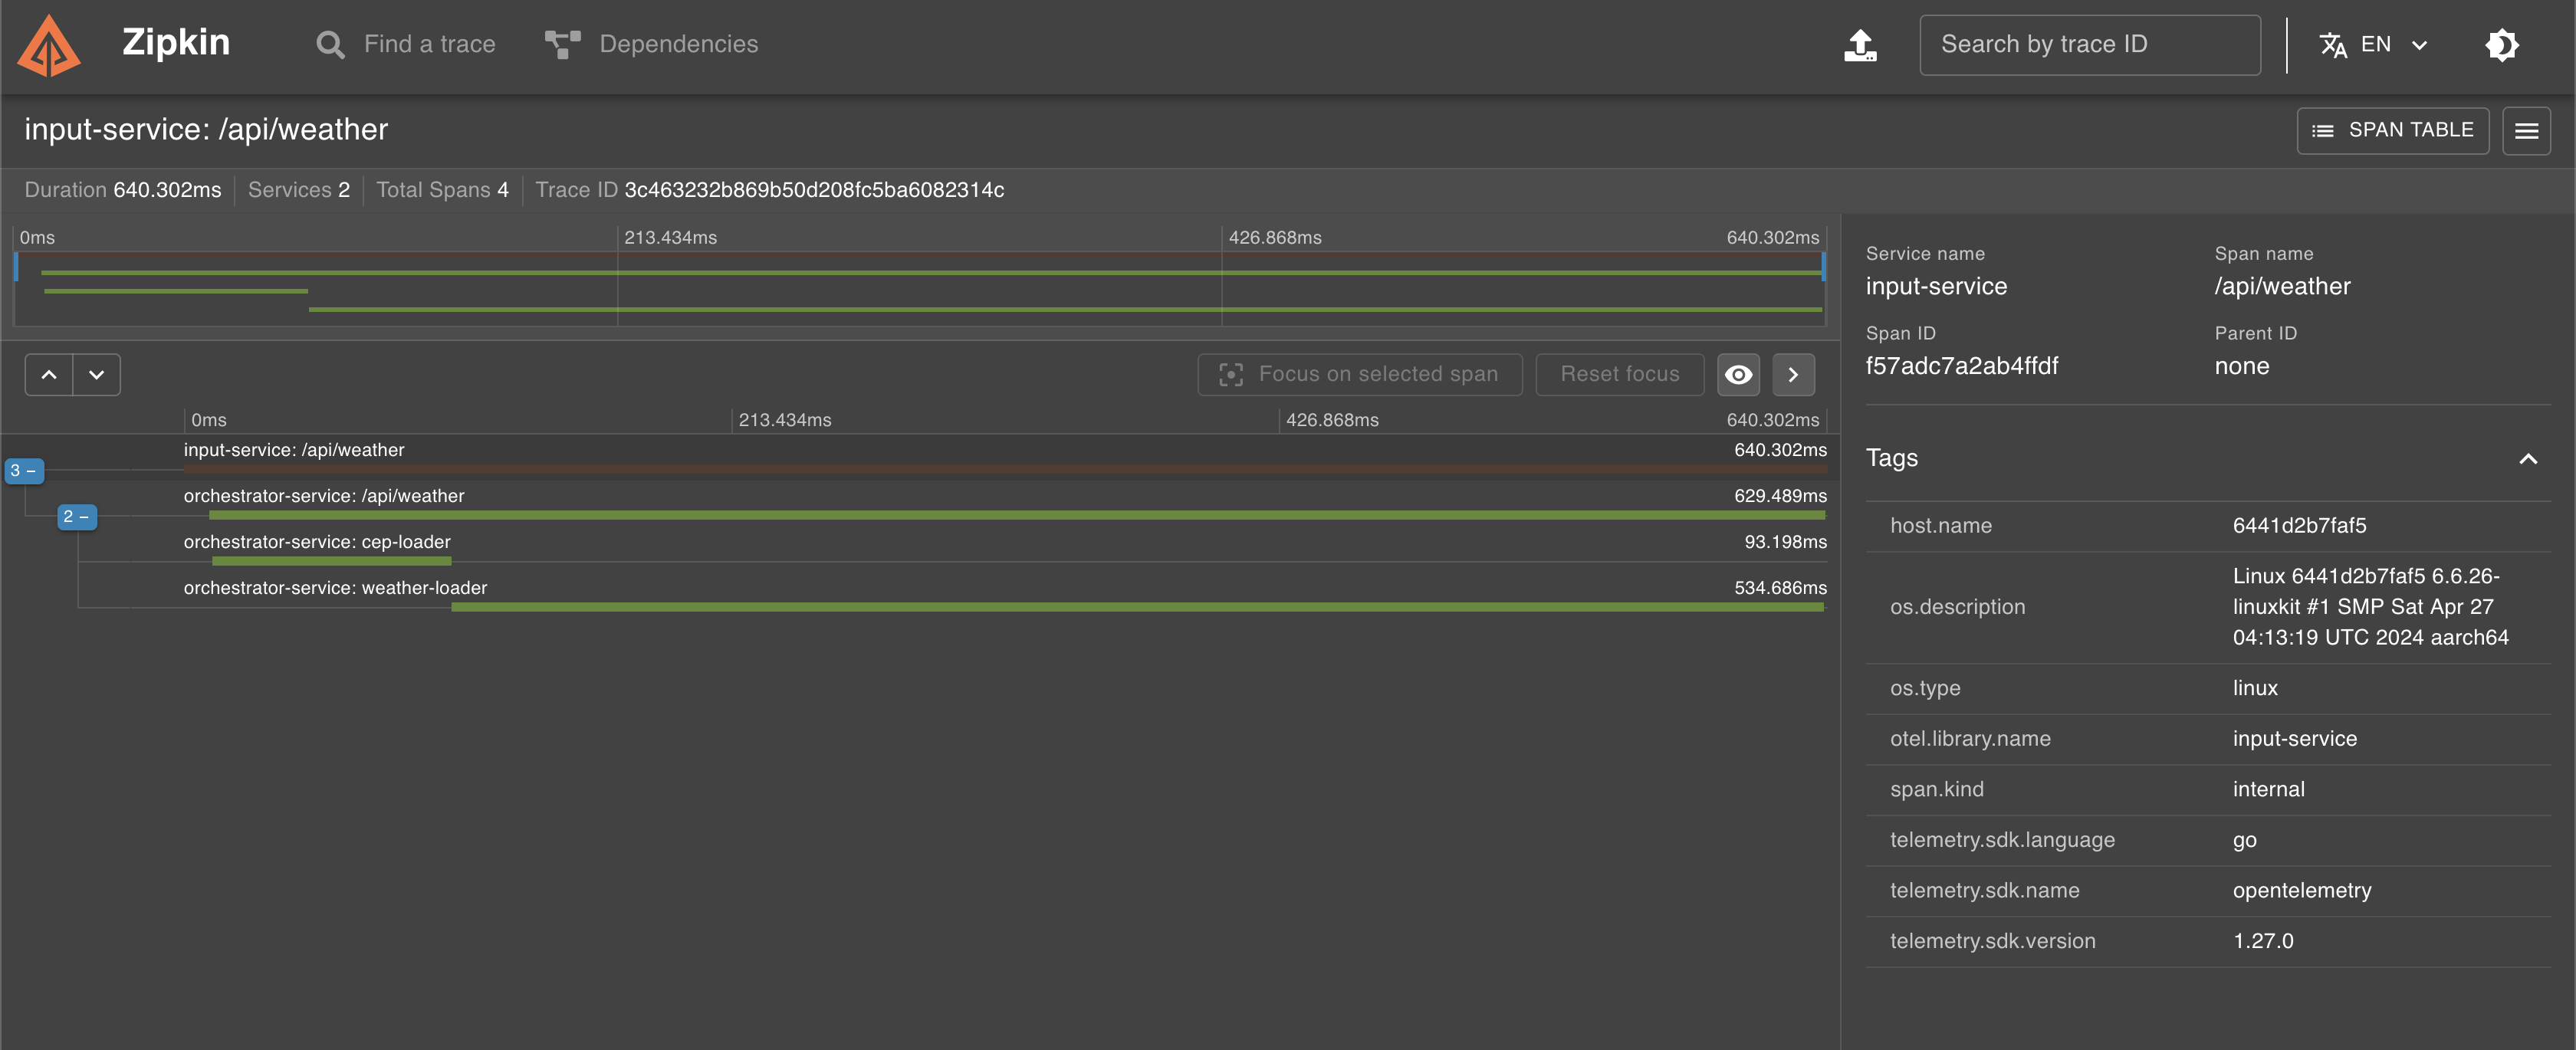 Zipkin
Find a trace
Dependencies
Search by trace ID
EN
input-service: /api/weather
SPAN TABLE
Duration 640.302ms
Services 2
Total Spans 4
Trace ID 3c463232b869b50d208fc5ba6082314c
0ms
213.434ms
426.868ms
640.302ms
Focus on selected span
Reset focus
0ms
213.434ms
426.868ms
640.302ms
input-service: /api/weather
640.302ms
3 −
orchestrator-service: /api/weather
629.489ms
2 −
orchestrator-service: cep-loader
93.198ms
orchestrator-service: weather-loader
534.686ms
Service name
input-service
Span name
/api/weather
Span ID
f57adc7a2ab4ffdf
Parent ID
none
Tags
host.name
6441d2b7faf5
os.description
Linux 6441d2b7faf5 6.6.26-
linuxkit #1 SMP Sat Apr 27
04:13:19 UTC 2024 aarch64
os.type
linux
otel.library.name
input-service
span.kind
internal
telemetry.sdk.language
go
telemetry.sdk.name
opentelemetry
telemetry.sdk.version
1.27.0